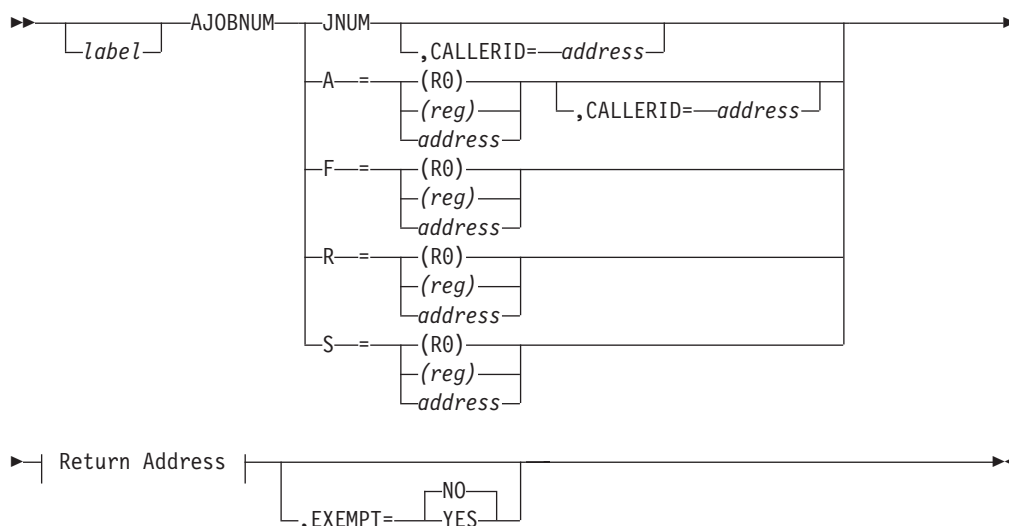 AJOBNUM JNUM
label ,CALLERID= address
A = (R0)
(reg) ,CALLERID= address
address
F = (R0)
(reg)
address
R = (R0)
(reg)
address
S = (R0)
(reg)
address
Return Address
NO
,EXEMPT= YES